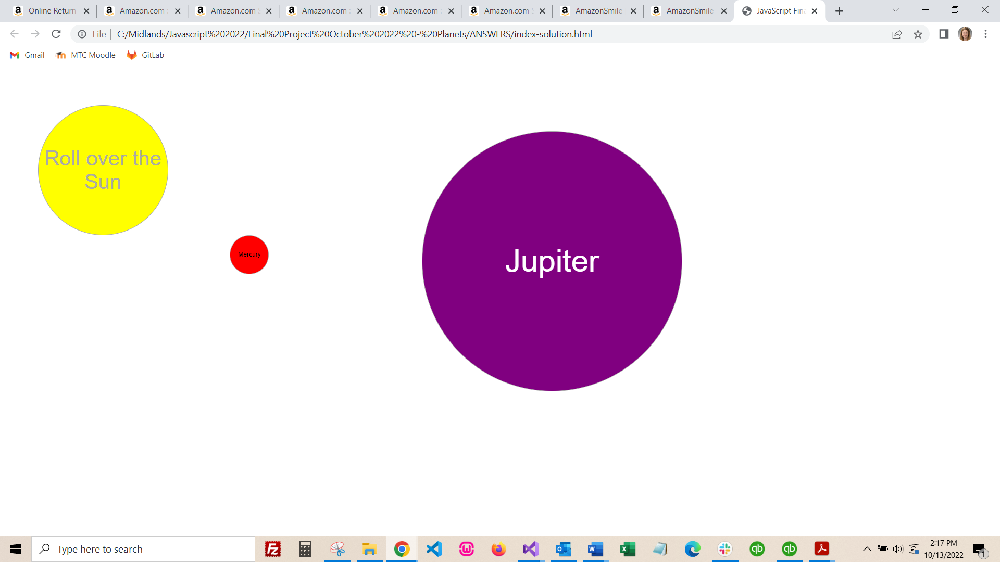 Online Return
Amazon.com :
Amazon.com S
Amazon.com :
Amazon.com :
Amazon.com S
AmazonSmile
AmazonSmile
JavaScript Fin
File | C:/Midlands/Javascript%202022/Final%20Project%20October%202022%20-%20Planets/ANSWERS/index-solution.html
Gmail
MTC Moodle
GitLab
Roll over the
Sun
Mercury
Jupiter
Type here to search
2:17 PM
10/13/2022
1